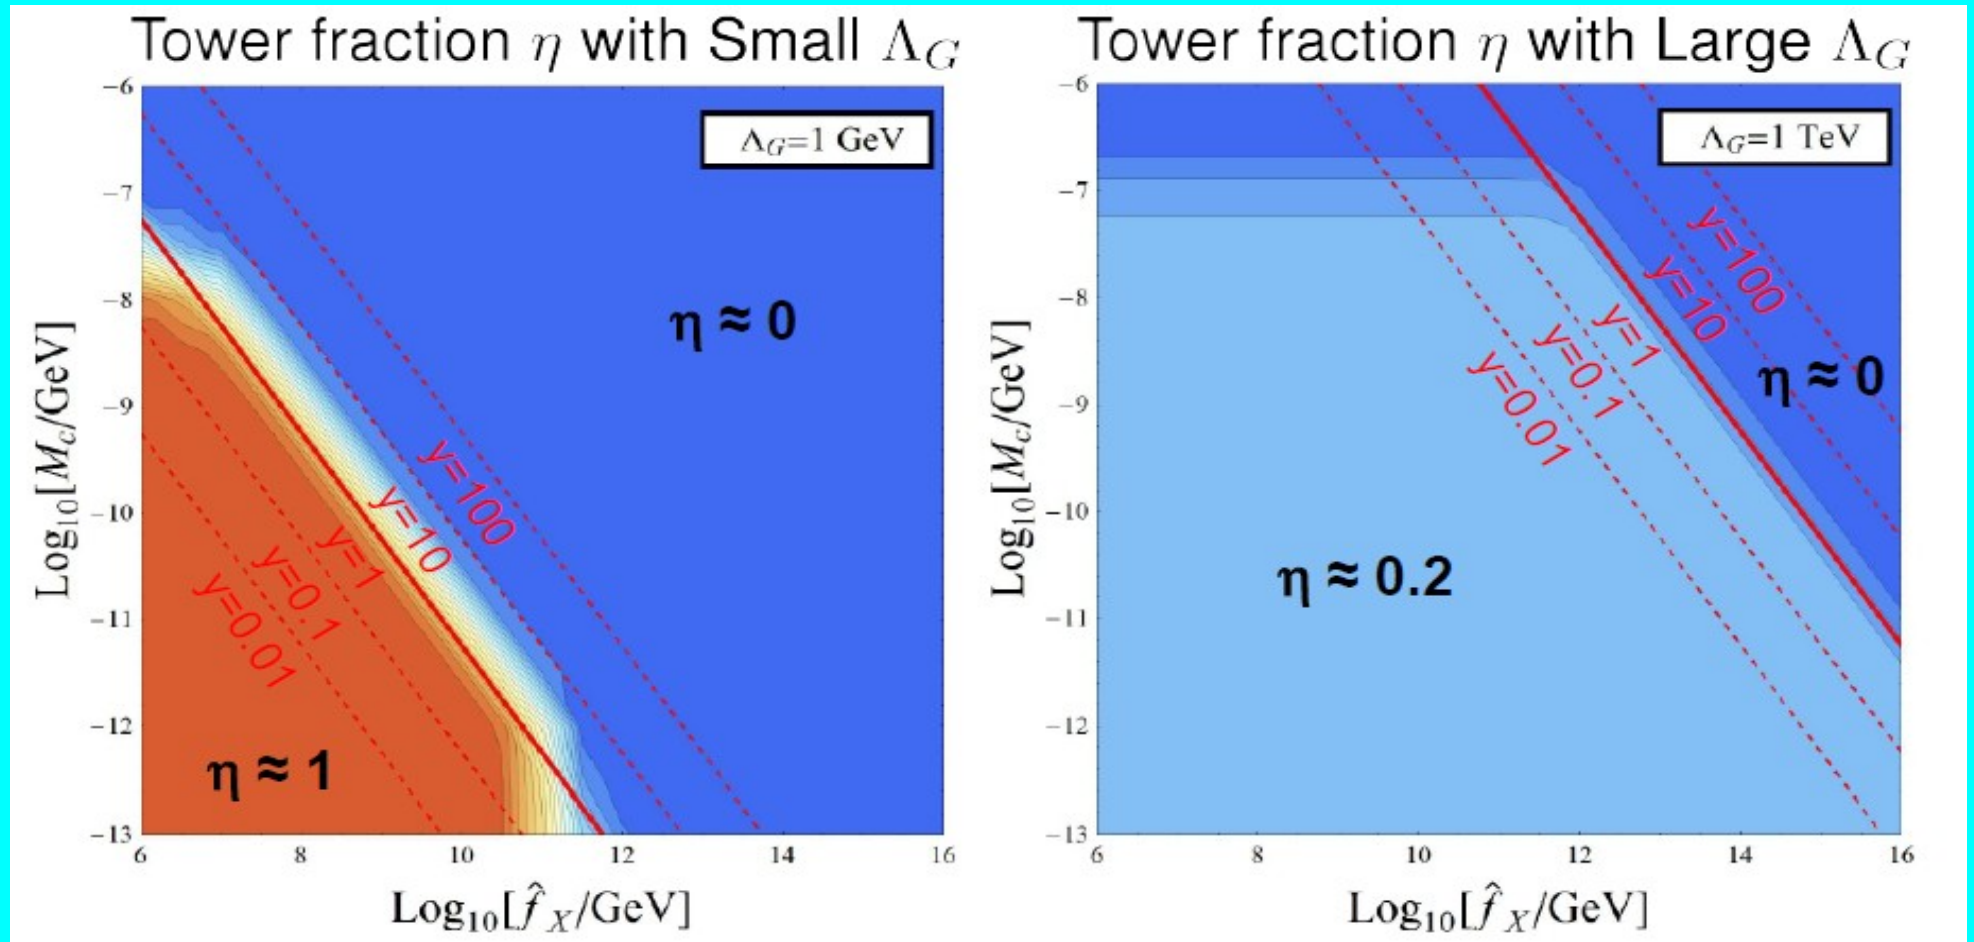 Tower fraction η with Small Λ_G
Λ_G=1 GeV
−6
−7
−8
−9
−10
−11
−12
−13
Log₁₀[M_c/GeV]
η ≈ 0
y=100
y=10
y=1
y=0.1
y=0.01
η ≈ 1
6
8
10
12
14
16
Log₁₀[f̂_X/GeV]
Tower fraction η with Large Λ_G
Λ_G=1 TeV
−6
−7
−8
−9
−10
−11
−12
−13
Log₁₀[M_c/GeV]
y=100
y=10
y=1
y=0.1
y=0.01
η ≈ 0
η ≈ 0.2
6
8
10
12
14
16
Log₁₀[f̂_X/GeV]